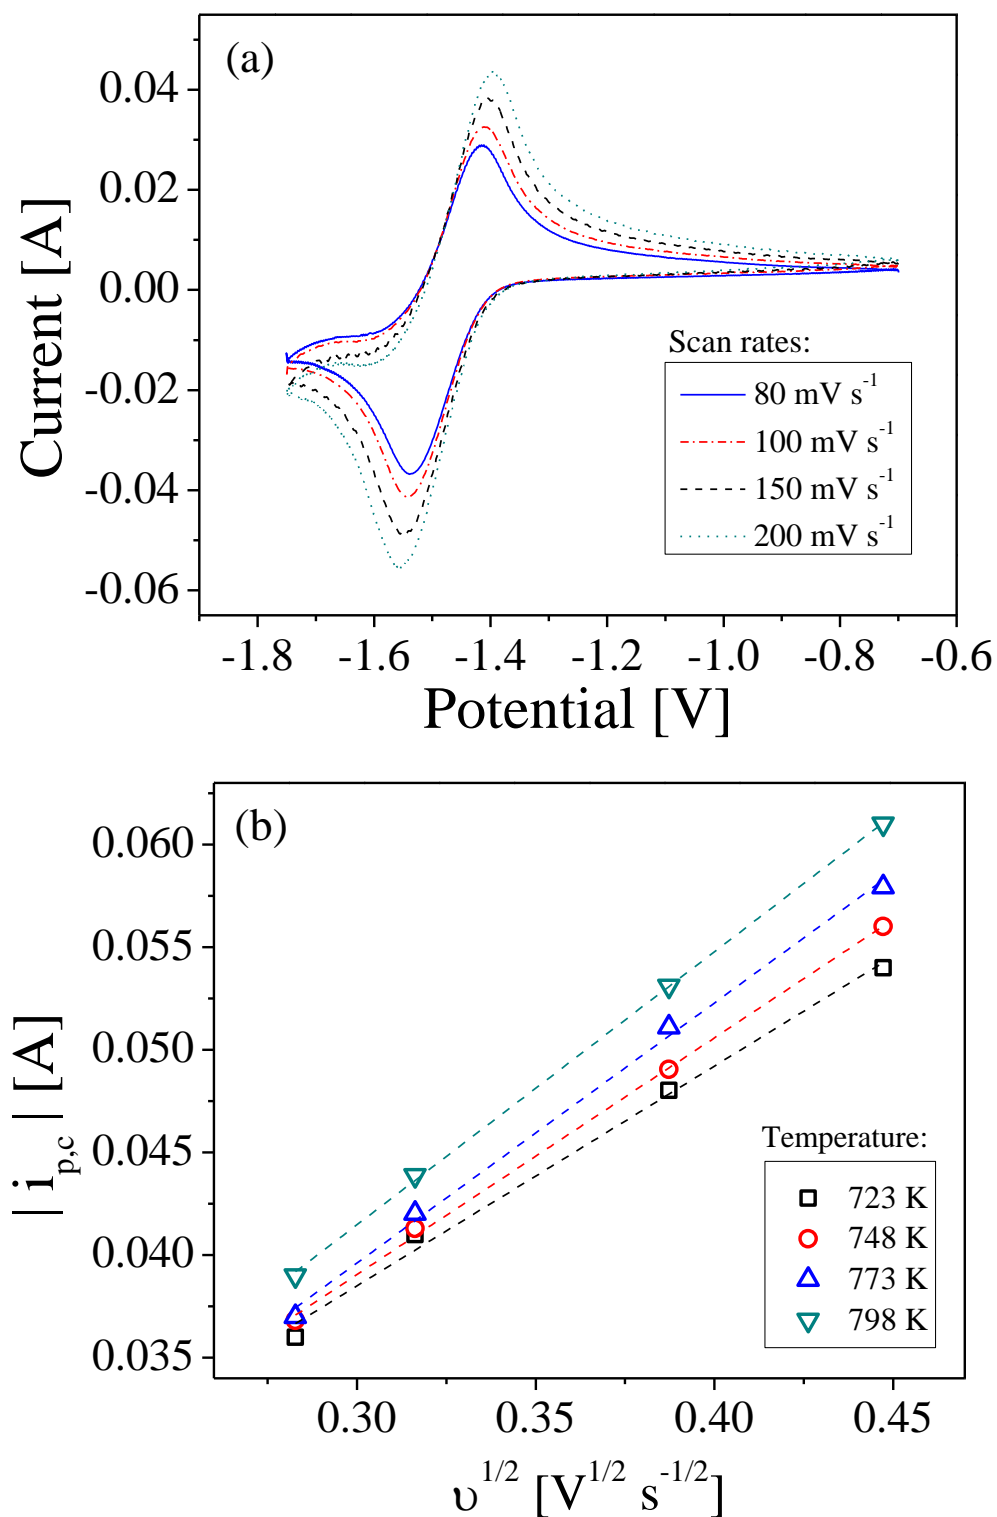 (a)
0.04
0.02
0.00
-0.02
-0.04
-0.06
Current [A]
Scan rates:
80 mV s⁻¹
100 mV s⁻¹
150 mV s⁻¹
200 mV s⁻¹
-1.8 -1.6 -1.4 -1.2 -1.0 -0.8 -0.6
Potential [V]
(b)
0.060
0.055
0.050
0.045
0.040
0.035
| i_p,c | [A]
Temperature:
723 K
748 K
773 K
798 K
0.30 0.35 0.40 0.45
υ^1/2 [V^1/2 s^-1/2]